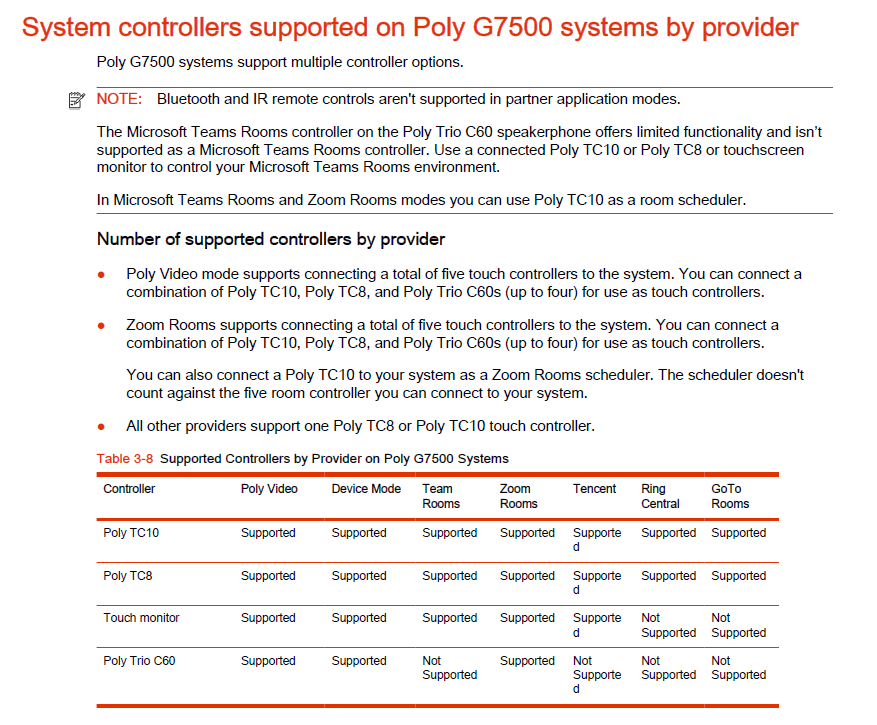 System controllers supported on Poly G7500 systems by provider
Poly G7500 systems support multiple controller options.
NOTE: Bluetooth and IR remote controls aren't supported in partner application modes.
The Microsoft Teams Rooms controller on the Poly Trio C60 speakerphone offers limited functionality and isn't
supported as a Microsoft Teams Rooms controller. Use a connected Poly TC10 or Poly TC8 or touchscreen
monitor to control your Microsoft Teams Rooms environment.
In Microsoft Teams Rooms and Zoom Rooms modes you can use Poly TC10 as a room scheduler.
Number of supported controllers by provider
● Poly Video mode supports connecting a total of five touch controllers to the system. You can connect a
combination of Poly TC10, Poly TC8, and Poly Trio C60s (up to four) for use as touch controllers.
● Zoom Rooms supports connecting a total of five touch controllers to the system. You can connect a
combination of Poly TC10, Poly TC8, and Poly Trio C60s (up to four) for use as touch controllers.
You can also connect a Poly TC10 to your system as a Zoom Rooms scheduler. The scheduler doesn't
count against the five room controller you can connect to your system.
● All other providers support one Poly TC8 or Poly TC10 touch controller.
Table 3-8 Supported Controllers by Provider on Poly G7500 Systems
Controller Poly Video Device Mode Team Zoom Tencent Ring GoTo
Rooms Rooms Central Rooms
Poly TC10 Supported Supported Supported Supported Supporte Supported Supported
d
Poly TC8 Supported Supported Supported Supported Supporte Supported Supported
d
Touch monitor Supported Supported Supported Supported Supporte Not Not
d Supported Supported
Poly Trio C60 Supported Supported Not Supported Not Not Not
Supported Supporte Supported Supported
d